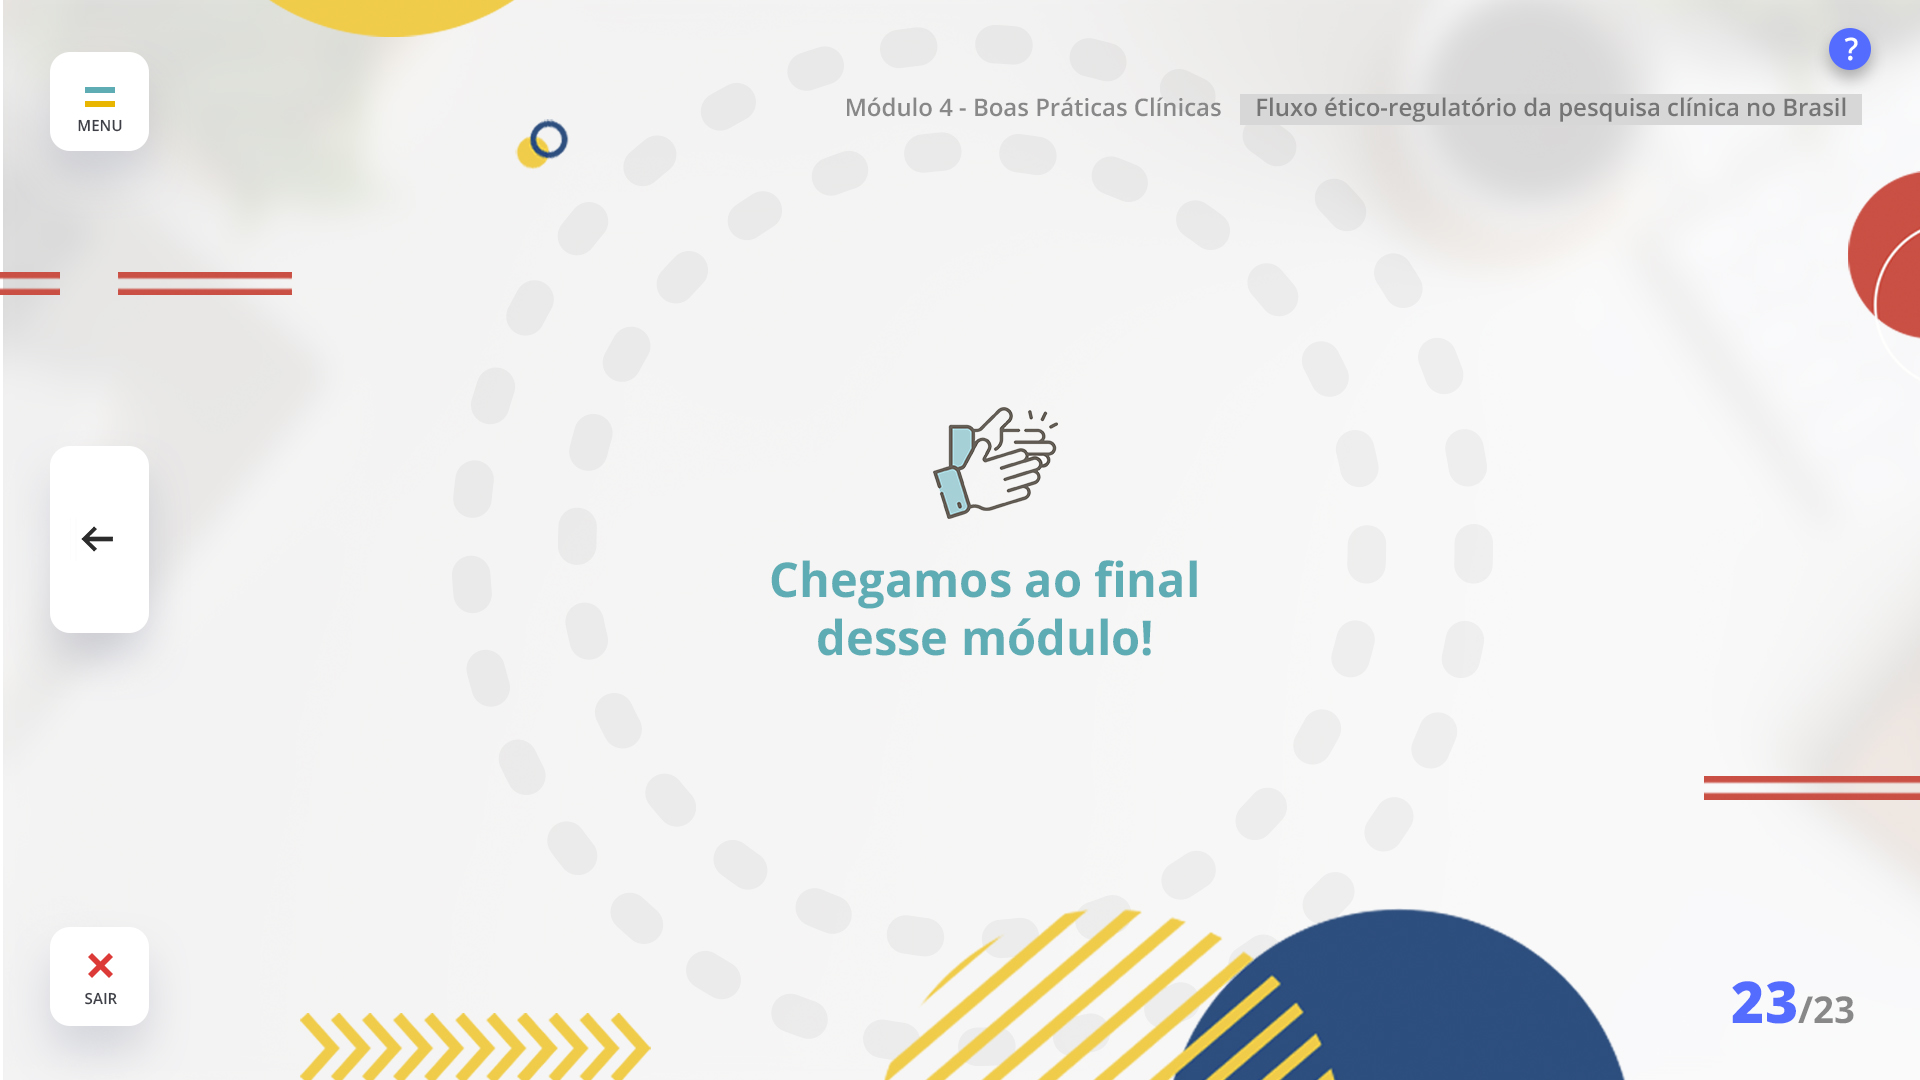 MENU
?
Módulo 4 - Boas Práticas Clínicas Fluxo ético-regulatório da pesquisa clínica no Brasil
Chegamos ao final
desse módulo!
SAIR
23/23